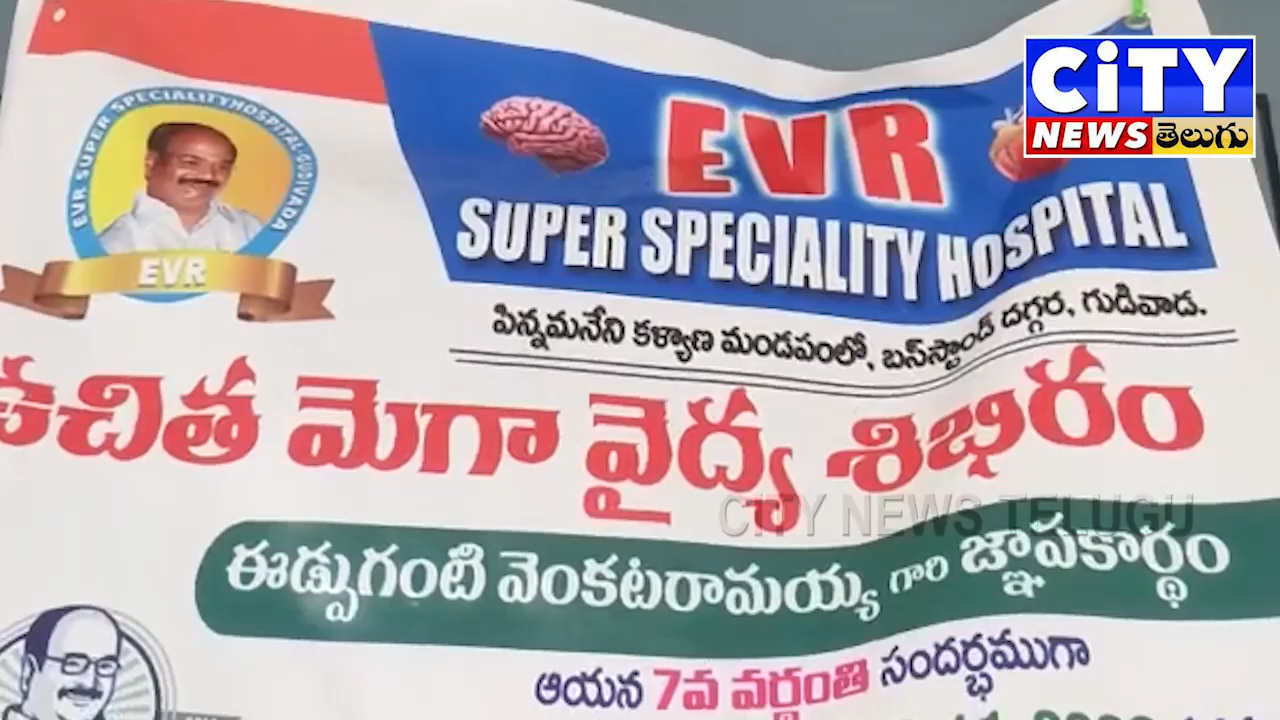 CiTY
NEWS తెలుగు
EVR SUPER SPECIALITY HOSPITAL-GUDIVADA
EVR
EVR
SUPER SPECIALITY HOSPITAL
పిన్నమనేని కళ్యాణ మండపంలో, బస్‌స్టాండ్ దగ్గర, గుడివాడ.
ఉచిత మెగా వైద్య శిభిరం
CITY NEWS TELUGU
ఈడ్పుగంటి వెంకటరామయ్య గారి జ్ఞాపకార్థం
ఆయన 7వ వర్ధంతి సందర్భముగా